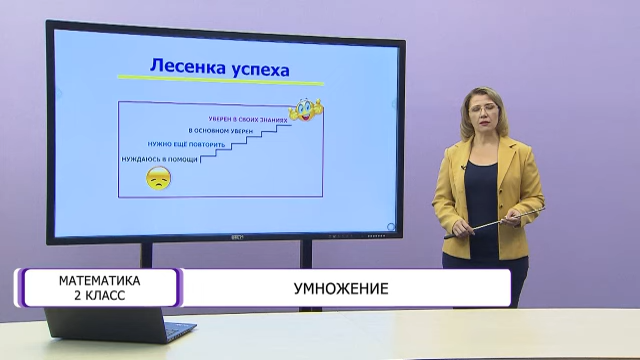 Лесенка успеха
УВЕРЕН В СВОИХ ЗНАНИЯХ
В ОСНОВНОМ УВЕРЕН
НУЖНО ЕЩЁ ПОВТОРИТЬ
НУЖДАЮСЬ В ПОМОЩИ
МАТЕМАТИКА
2 КЛАСС
УМНОЖЕНИЕ